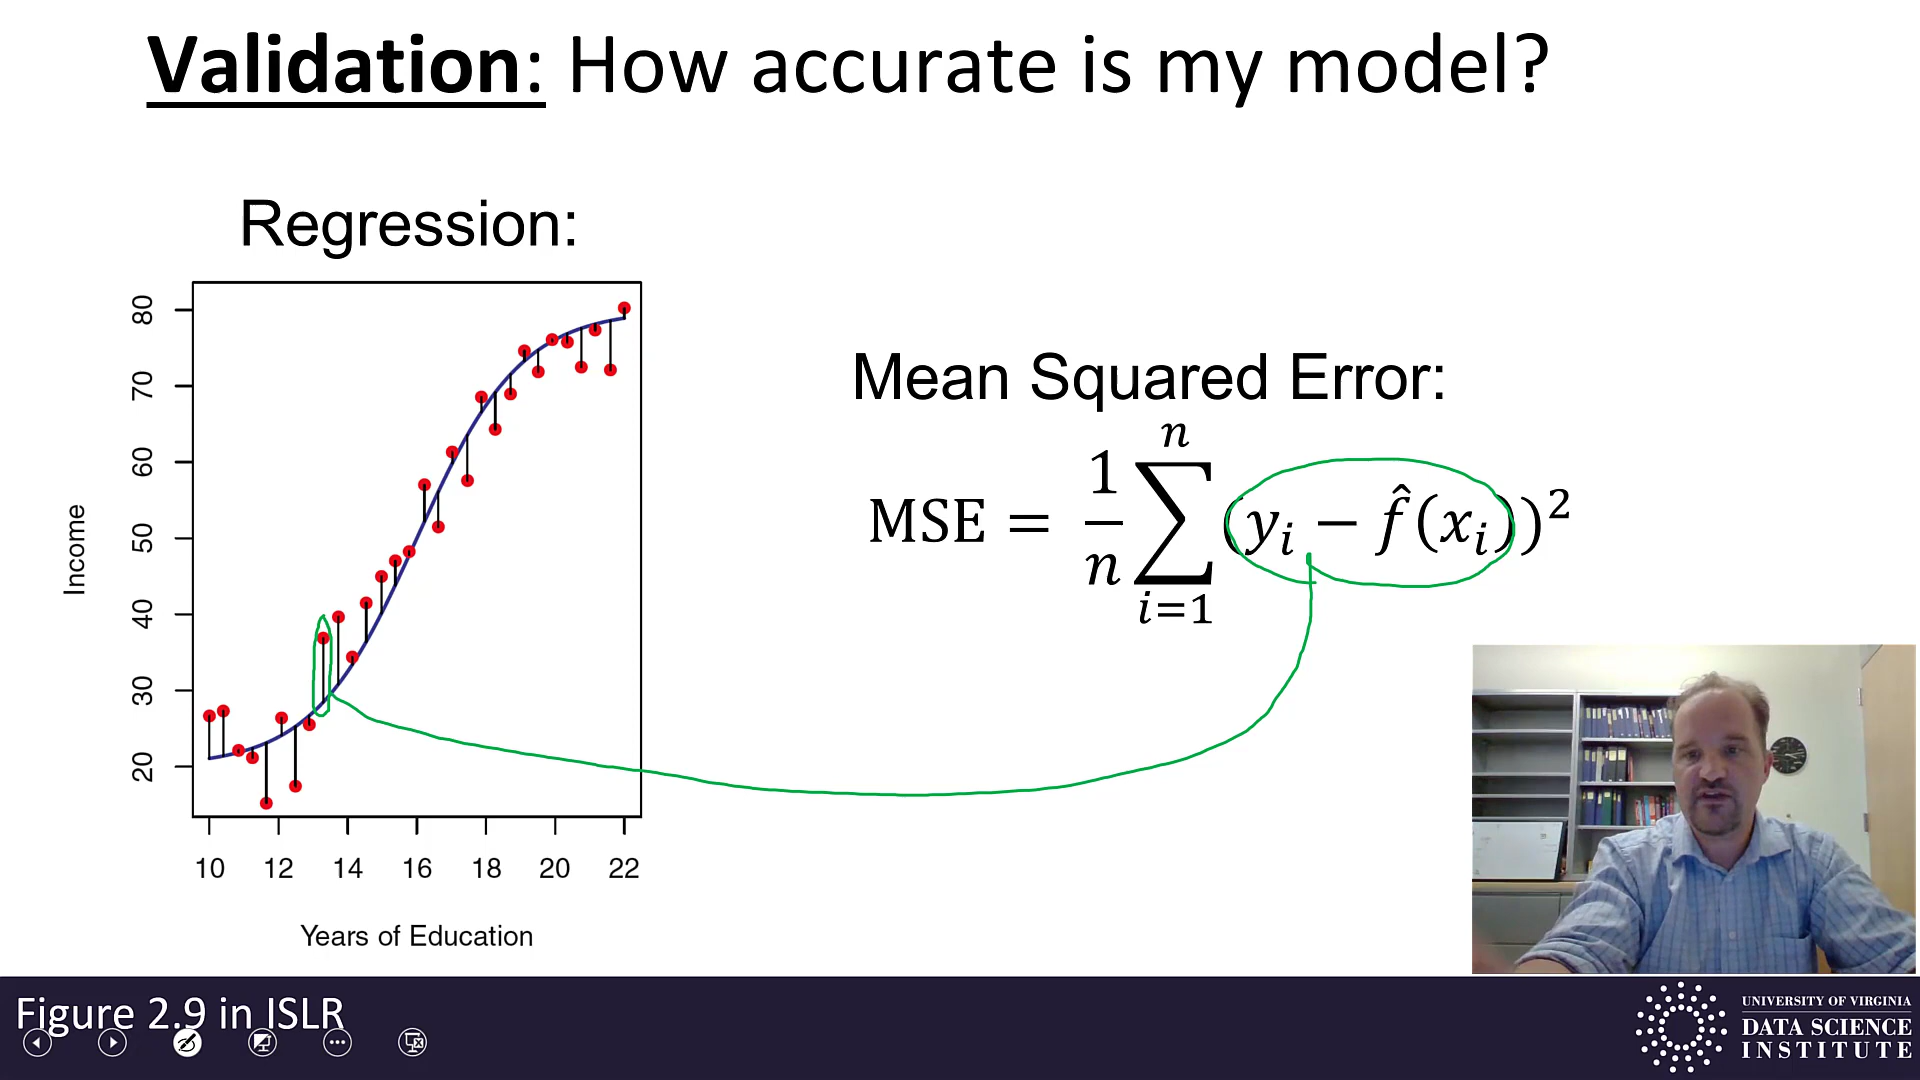 Validation: How accurate is my model?
Regression:
80
70
60
50
40
30
20
Income
10 12 14 16 18 20 22
Years of Education
Mean Squared Error:
MSE = 1/n ∑ⁿᵢ₌₁ (yᵢ − f̂(xᵢ))²
Figure 2.9 in ISLR
UNIVERSITY OF VIRGINIA
DATA SCIENCE
INSTITUTE